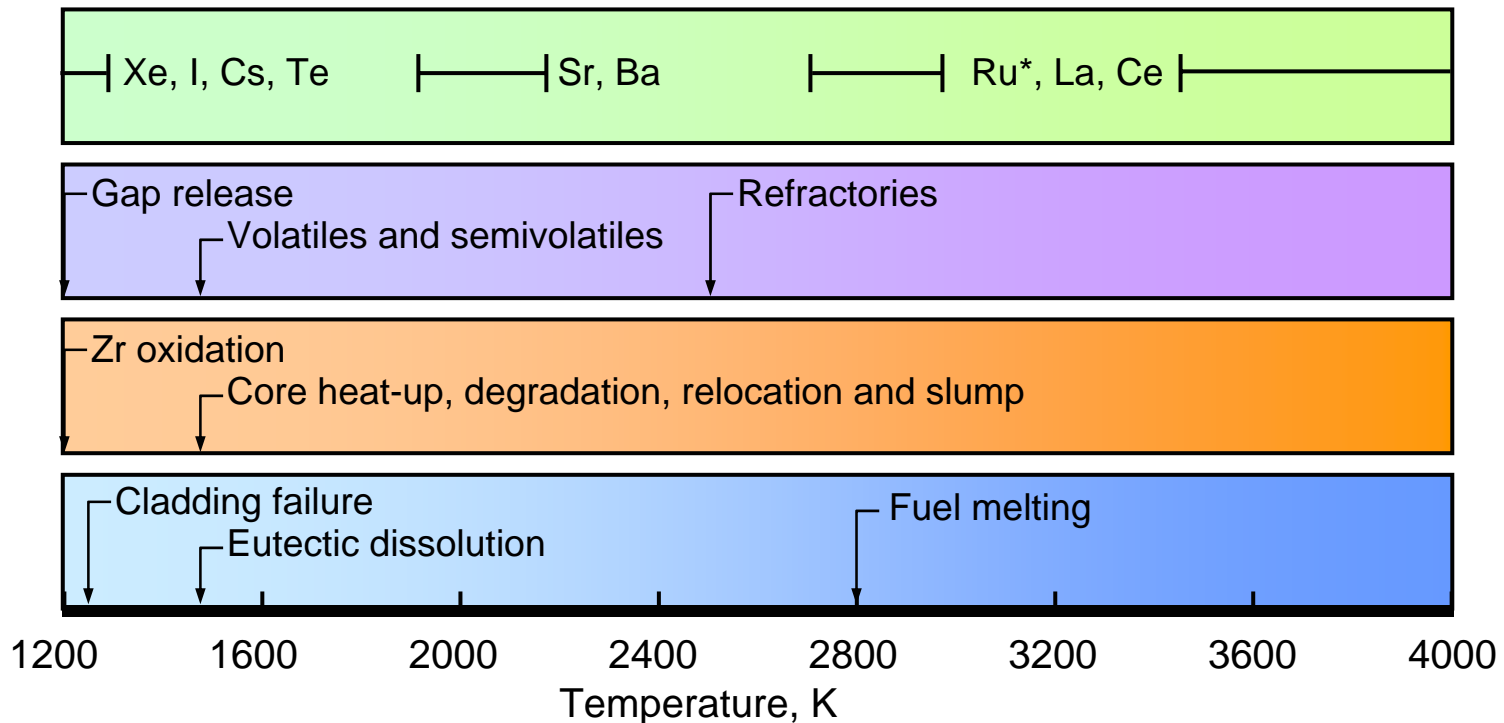 Xe, I, Cs, Te
Sr, Ba
Ru*, La, Ce
Gap release
Refractories
Volatiles and semivolatiles
Zr oxidation
Core heat-up, degradation, relocation and slump
Cladding failure
Fuel melting
Eutectic dissolution
1200 1600 2000 2400 2800 3200 3600 4000
Temperature, K